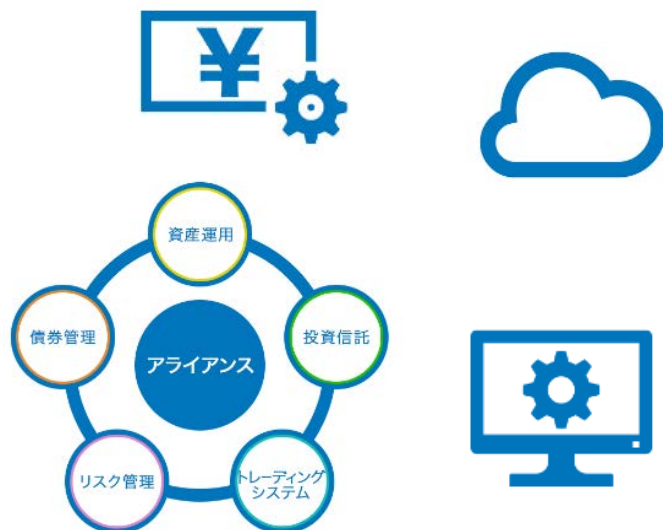 ¥
資産運用
債券管理
投資信託
アライアンス
リスク管理
トレーディング
システム